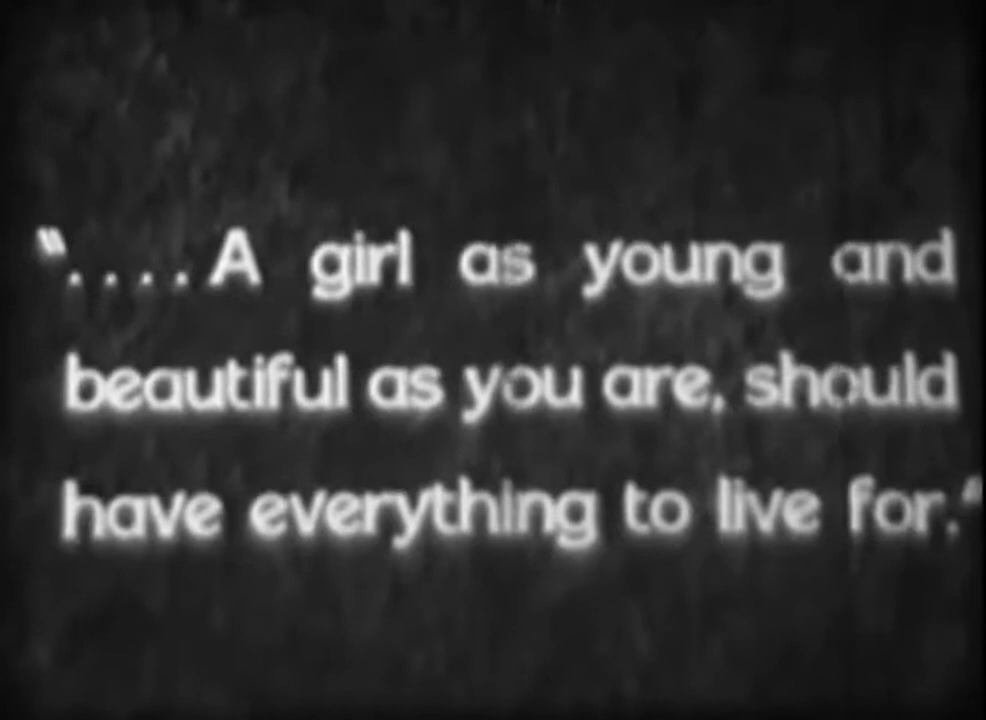 “....A girl as young and
beautiful as you are, should
have everything to live for.”